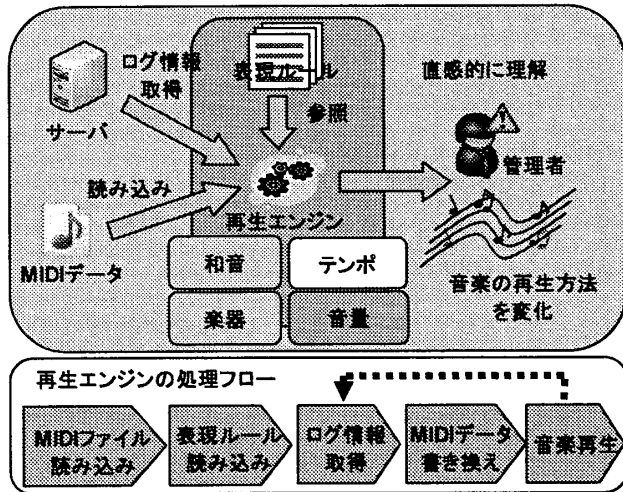 ログ情報
取得
表現ルール
直感的に理解
サーバ
参照
管理者
読み込み
再生エンジン
MIDIデータ
和音
テンポ
楽器
音量
音楽の再生方法
を変化
再生エンジンの処理フロー
MIDIファイル
読み込み
表現ルール
読み込み
ログ情報
取得
MIDIデータ
書き換え
音楽再生